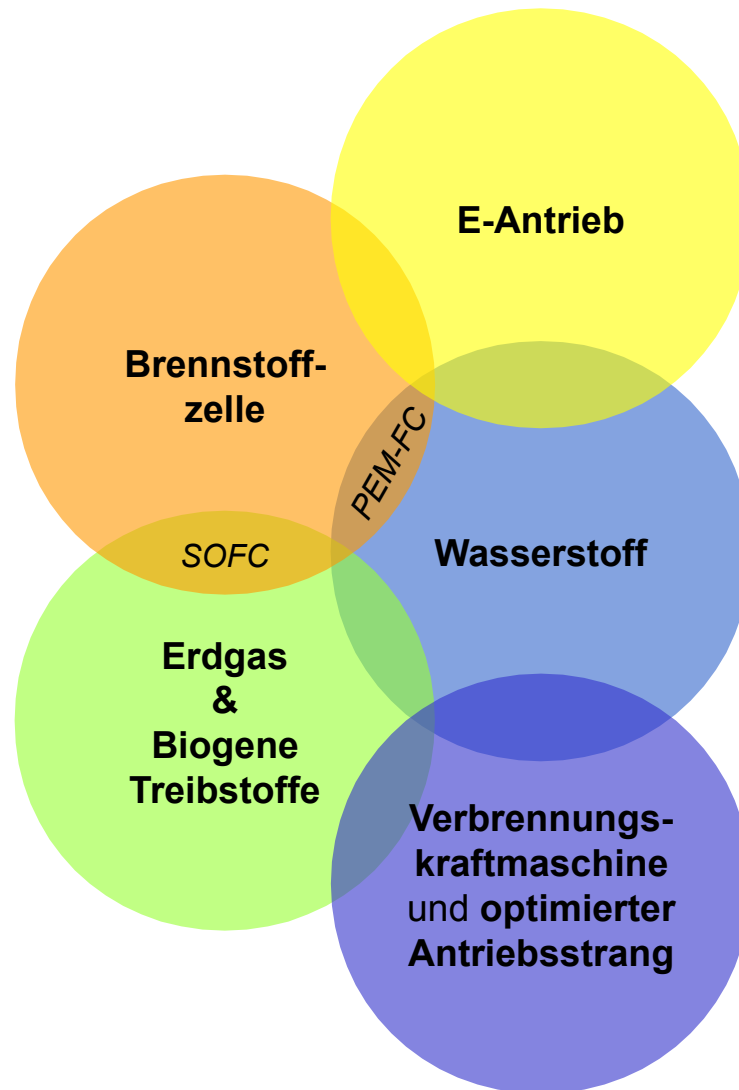 E-Antrieb
Brennstoff-
zelle
PEM-FC
SOFC
Wasserstoff
Erdgas
&
Biogene
Treibstoffe
Verbrennungs-
kraftmaschine
und optimierter
Antriebsstrang